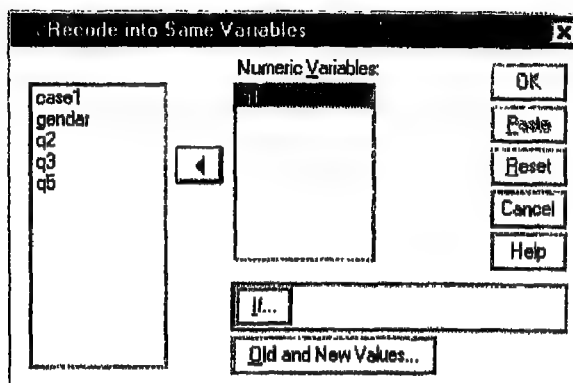 Recode into Same Variables
case1
gender
q2
q3
q5
Numeric Variables:
OK
Paste
Reset
Cancel
Help
If...
Old and New Values...